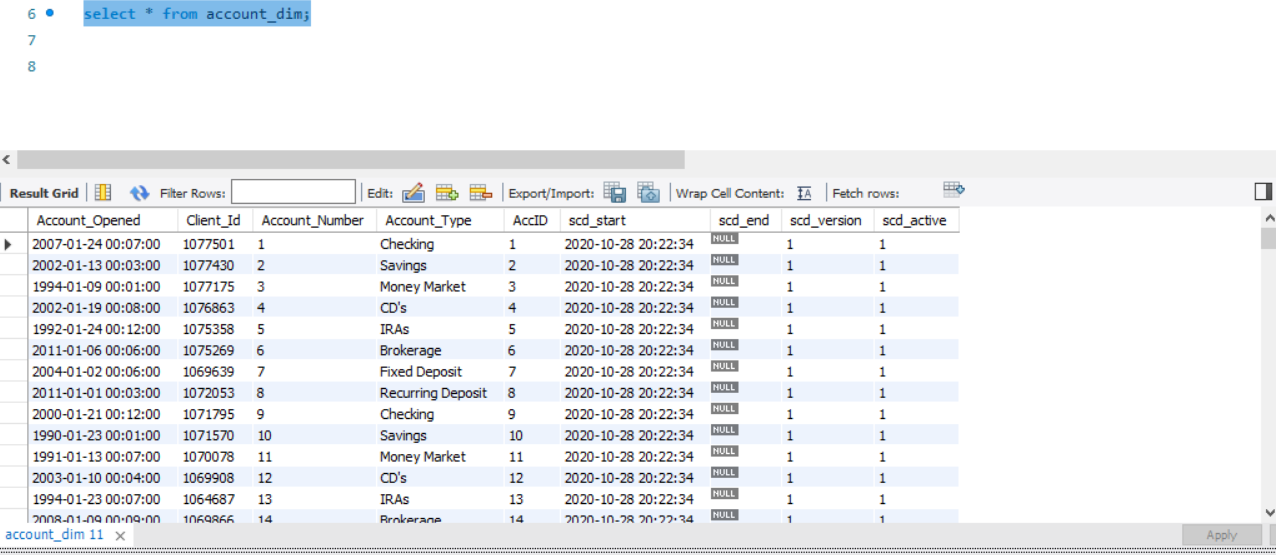 6 select * from account_dim;
7
8
Result Grid Filter Rows: Edit: Export/Import: Wrap Cell Content: IA Fetch rows:
Account_Opened Client_Id Account_Number Account_Type AccID scd_start scd_end scd_version scd_active
2007-01-24 00:07:00 1077501 1 Checking 1 2020-10-28 20:22:34 NULL 1 1
2002-01-13 00:03:00 1077430 2 Savings 2 2020-10-28 20:22:34 NULL 1 1
1994-01-09 00:01:00 1077175 3 Money Market 3 2020-10-28 20:22:34 NULL 1 1
2002-01-19 00:08:00 1076863 4 CD's 4 2020-10-28 20:22:34 NULL 1 1
1992-01-24 00:12:00 1075358 5 IRAs 5 2020-10-28 20:22:34 NULL 1 1
2011-01-06 00:06:00 1075269 6 Brokerage 6 2020-10-28 20:22:34 NULL 1 1
2004-01-02 00:06:00 1069639 7 Fixed Deposit 7 2020-10-28 20:22:34 NULL 1 1
2011-01-01 00:03:00 1072053 8 Recurring Deposit 8 2020-10-28 20:22:34 NULL 1 1
2000-01-21 00:12:00 1071795 9 Checking 9 2020-10-28 20:22:34 NULL 1 1
1990-01-23 00:01:00 1071570 10 Savings 10 2020-10-28 20:22:34 NULL 1 1
1991-01-13 00:07:00 1070078 11 Money Market 11 2020-10-28 20:22:34 NULL 1 1
2003-01-10 00:04:00 1069908 12 CD's 12 2020-10-28 20:22:34 NULL 1 1
1994-01-23 00:07:00 1064687 13 IRAs 13 2020-10-28 20:22:34 NULL 1 1
2008-01-09 00:09:00 1069866 14 Brokerage 14 2020-10-28 20:22:34 NULL 1 1
account_dim 11 Apply